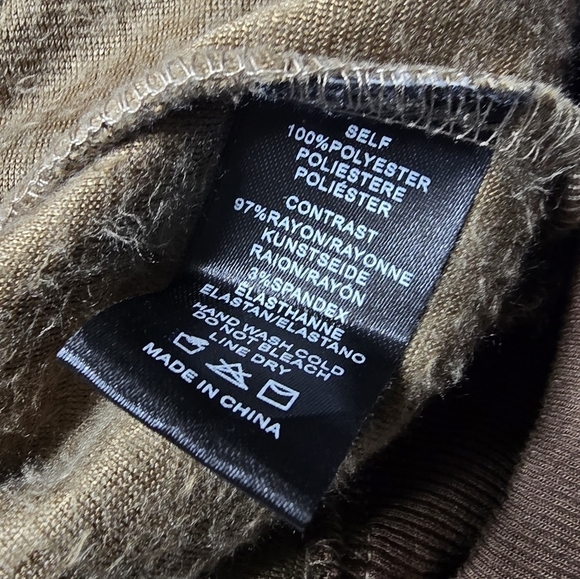 SELF
100%POLYESTER
POLIESTERE
POLIÉSTER
CONTRAST
97%RAYON/RAYONNE
KUNSTSEIDE
RAION/RAYÓN
3%SPANDEX
ELASTHANNE
ELASTAN/ELASTANO
HAND WASH COLD
DO NOT BLEACH
LINE DRY
MADE IN CHINA